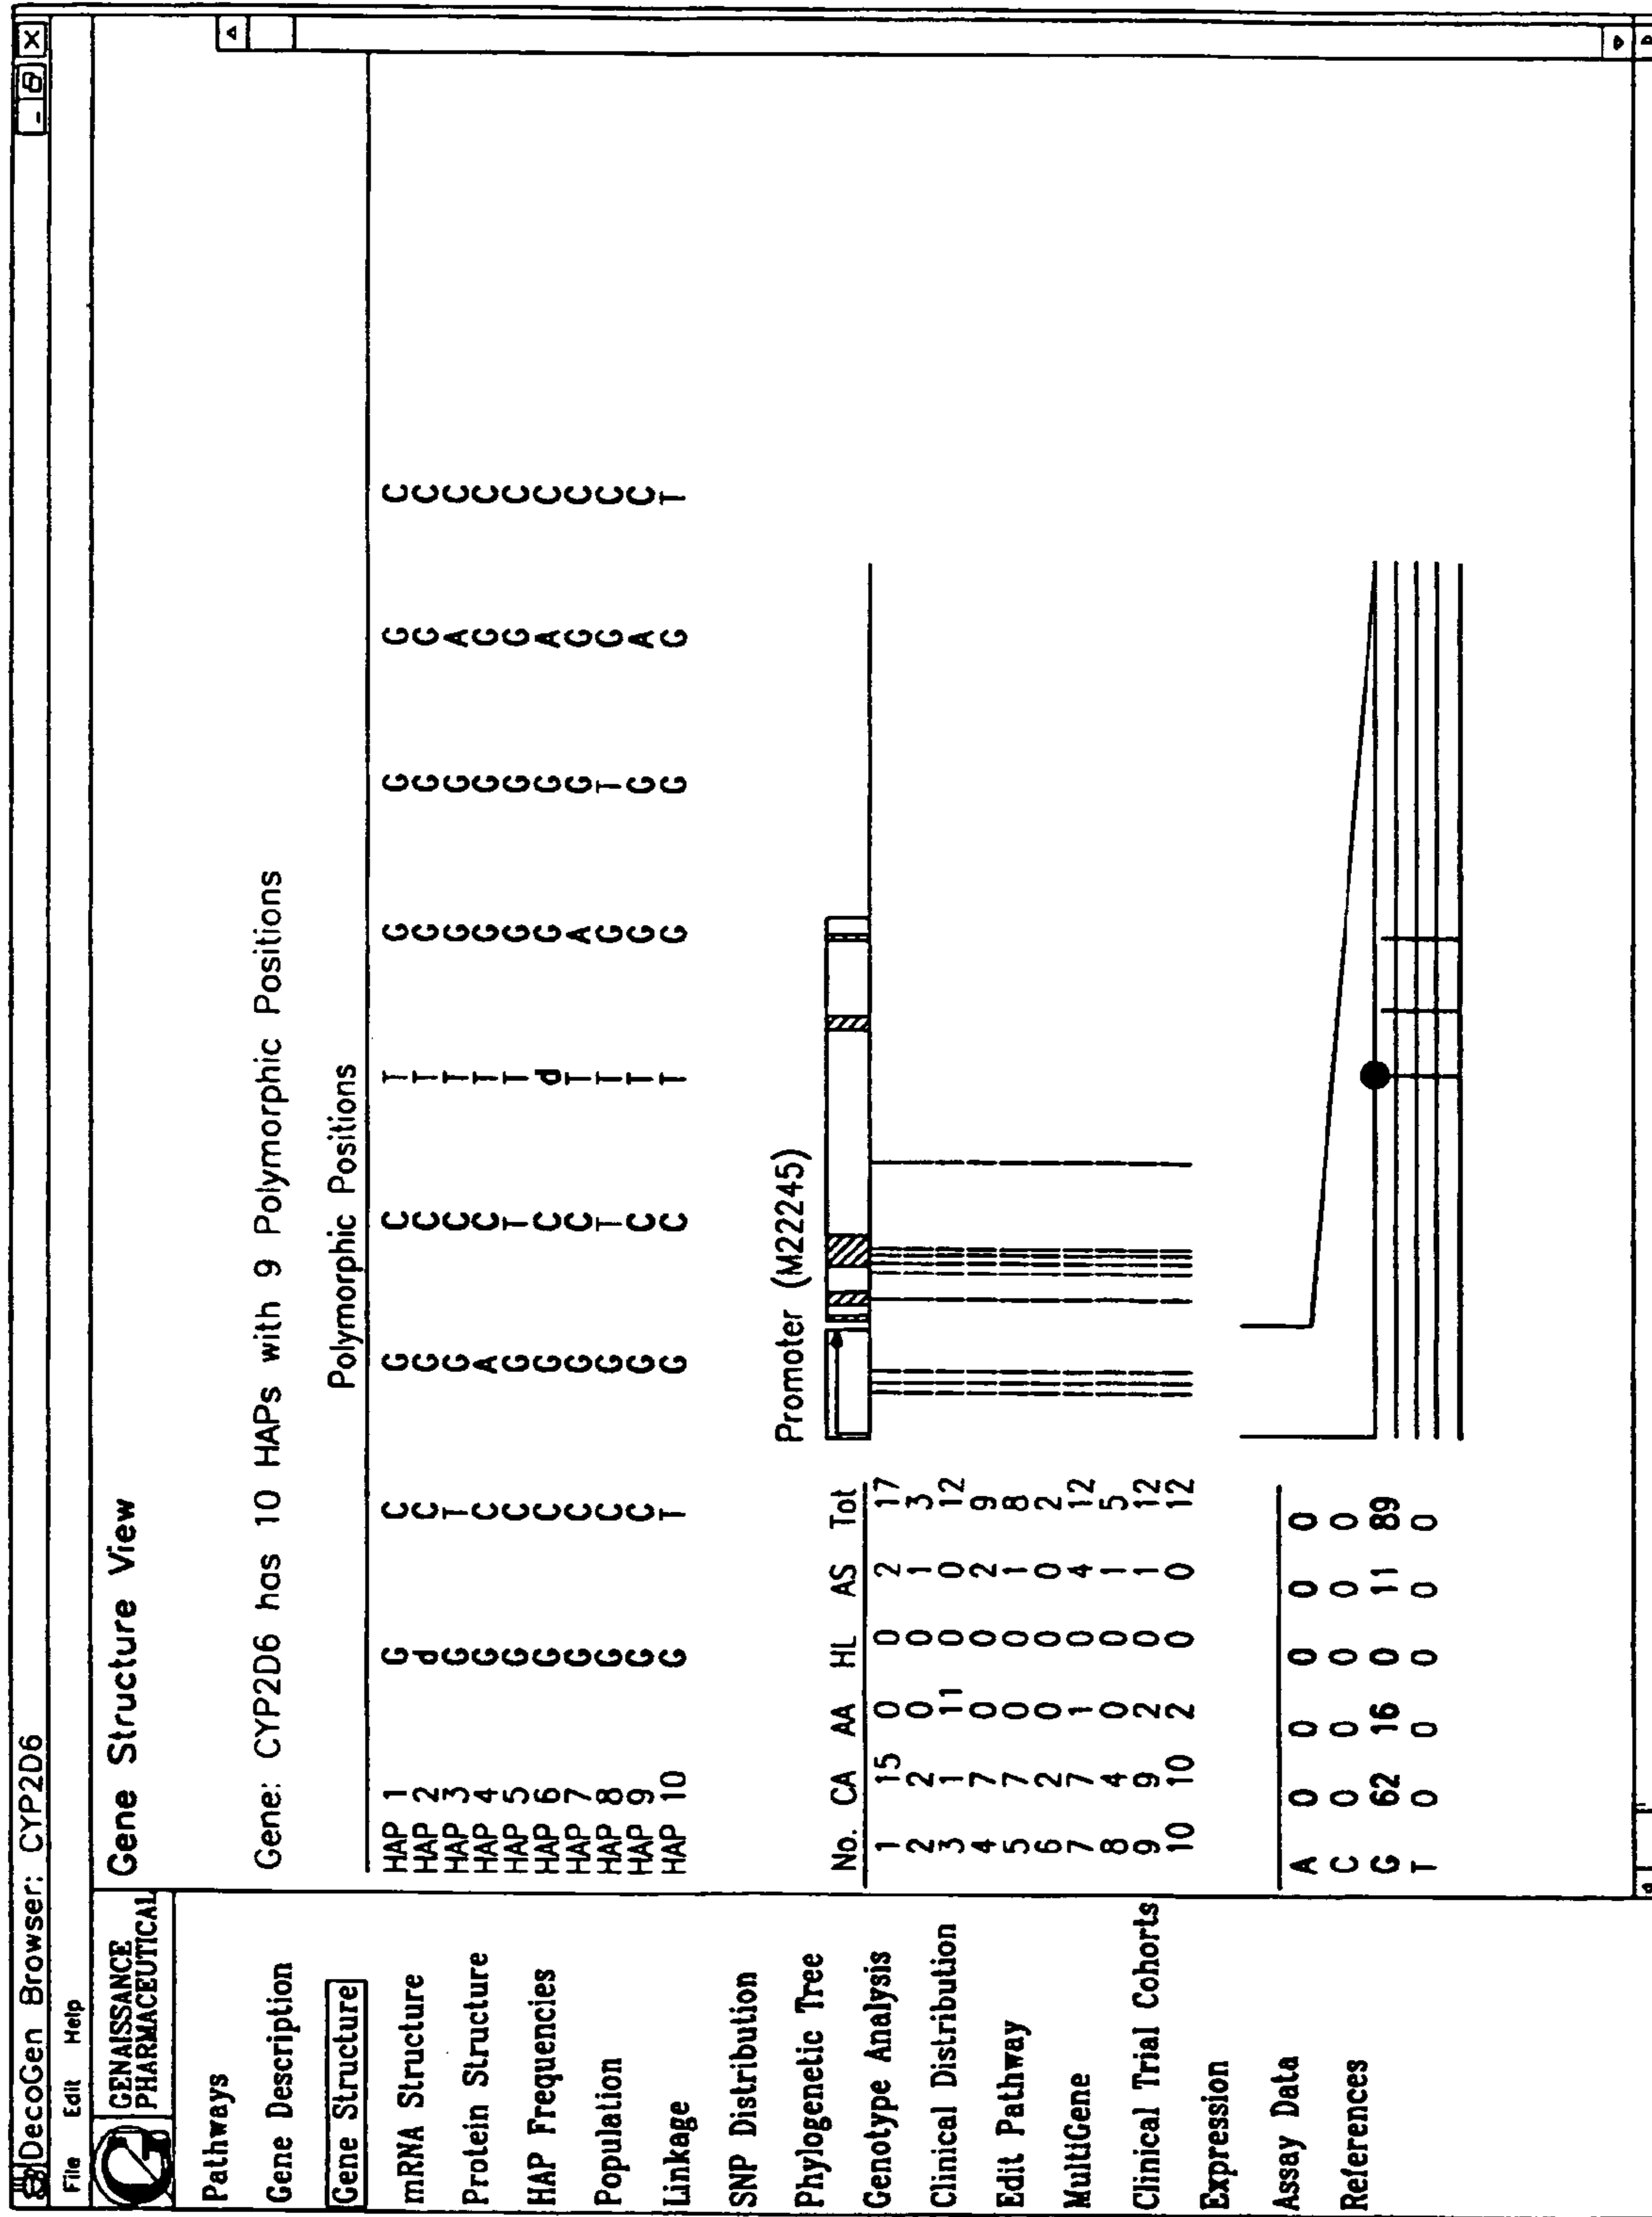 DecoGen Browser: CYP2D6
File Edit Help
GENAISSANCE
PHARMACEUTICAL
Pathways
Gene Description
Gene Structure
mRNA Structure
Protein Structure
HAP Frequencies
Population
Linkage
SNP Distribution
Phylogenetic Tree
Genotype Analysis
Clinical Distribution
Edit Pathway
MultiGene
Clinical Trial Cohorts
Expression
Assay Data
References
Gene Structure View
Gene: CYP2D6 has 10 HAPs with 9 Polymorphic Positions
Polymorphic Positions
HAP 1 G C G C T G G G C
HAP 2 d C G C T G G G C
HAP 3 G T G C T G G A C
HAP 4 G C A C T G G G C
HAP 5 G C G T T G G G C
HAP 6 G C G C d G G A C
HAP 7 G C G C T A G G C
HAP 8 G C G T T G T G C
HAP 9 G C G C T G G A C
HAP 10 G T G C T G G G T
Promoter (M22245)
No. CA AA HL AS Tot
1 15 0 0 2 17
2 2 0 0 1 3
3 1 11 0 0 12
4 7 0 0 2 9
5 7 0 0 1 8
6 2 0 0 0 2
7 7 1 0 4 12
8 4 0 0 1 5
9 9 2 0 1 12
10 10 2 0 0 12
A 0 0 0 0 0
C 0 0 0 0 0
G 62 16 0 11 89
T 0 0 0 0 0